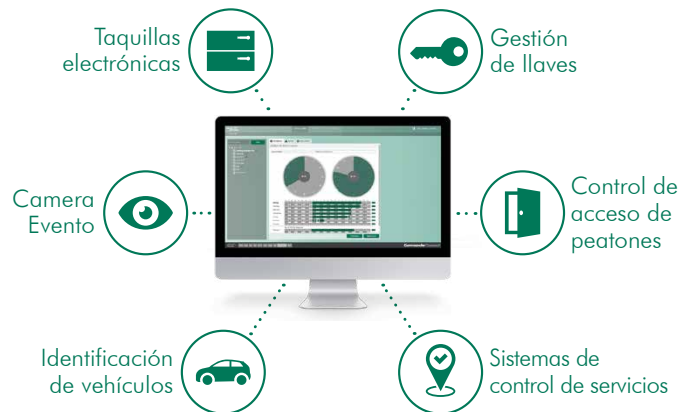 Taquillas
electrónicas
Gestión
de llaves
Camera
Evento
Control de
acceso de
peatones
Identificación
de vehículos
Sistemas de
control de servicios